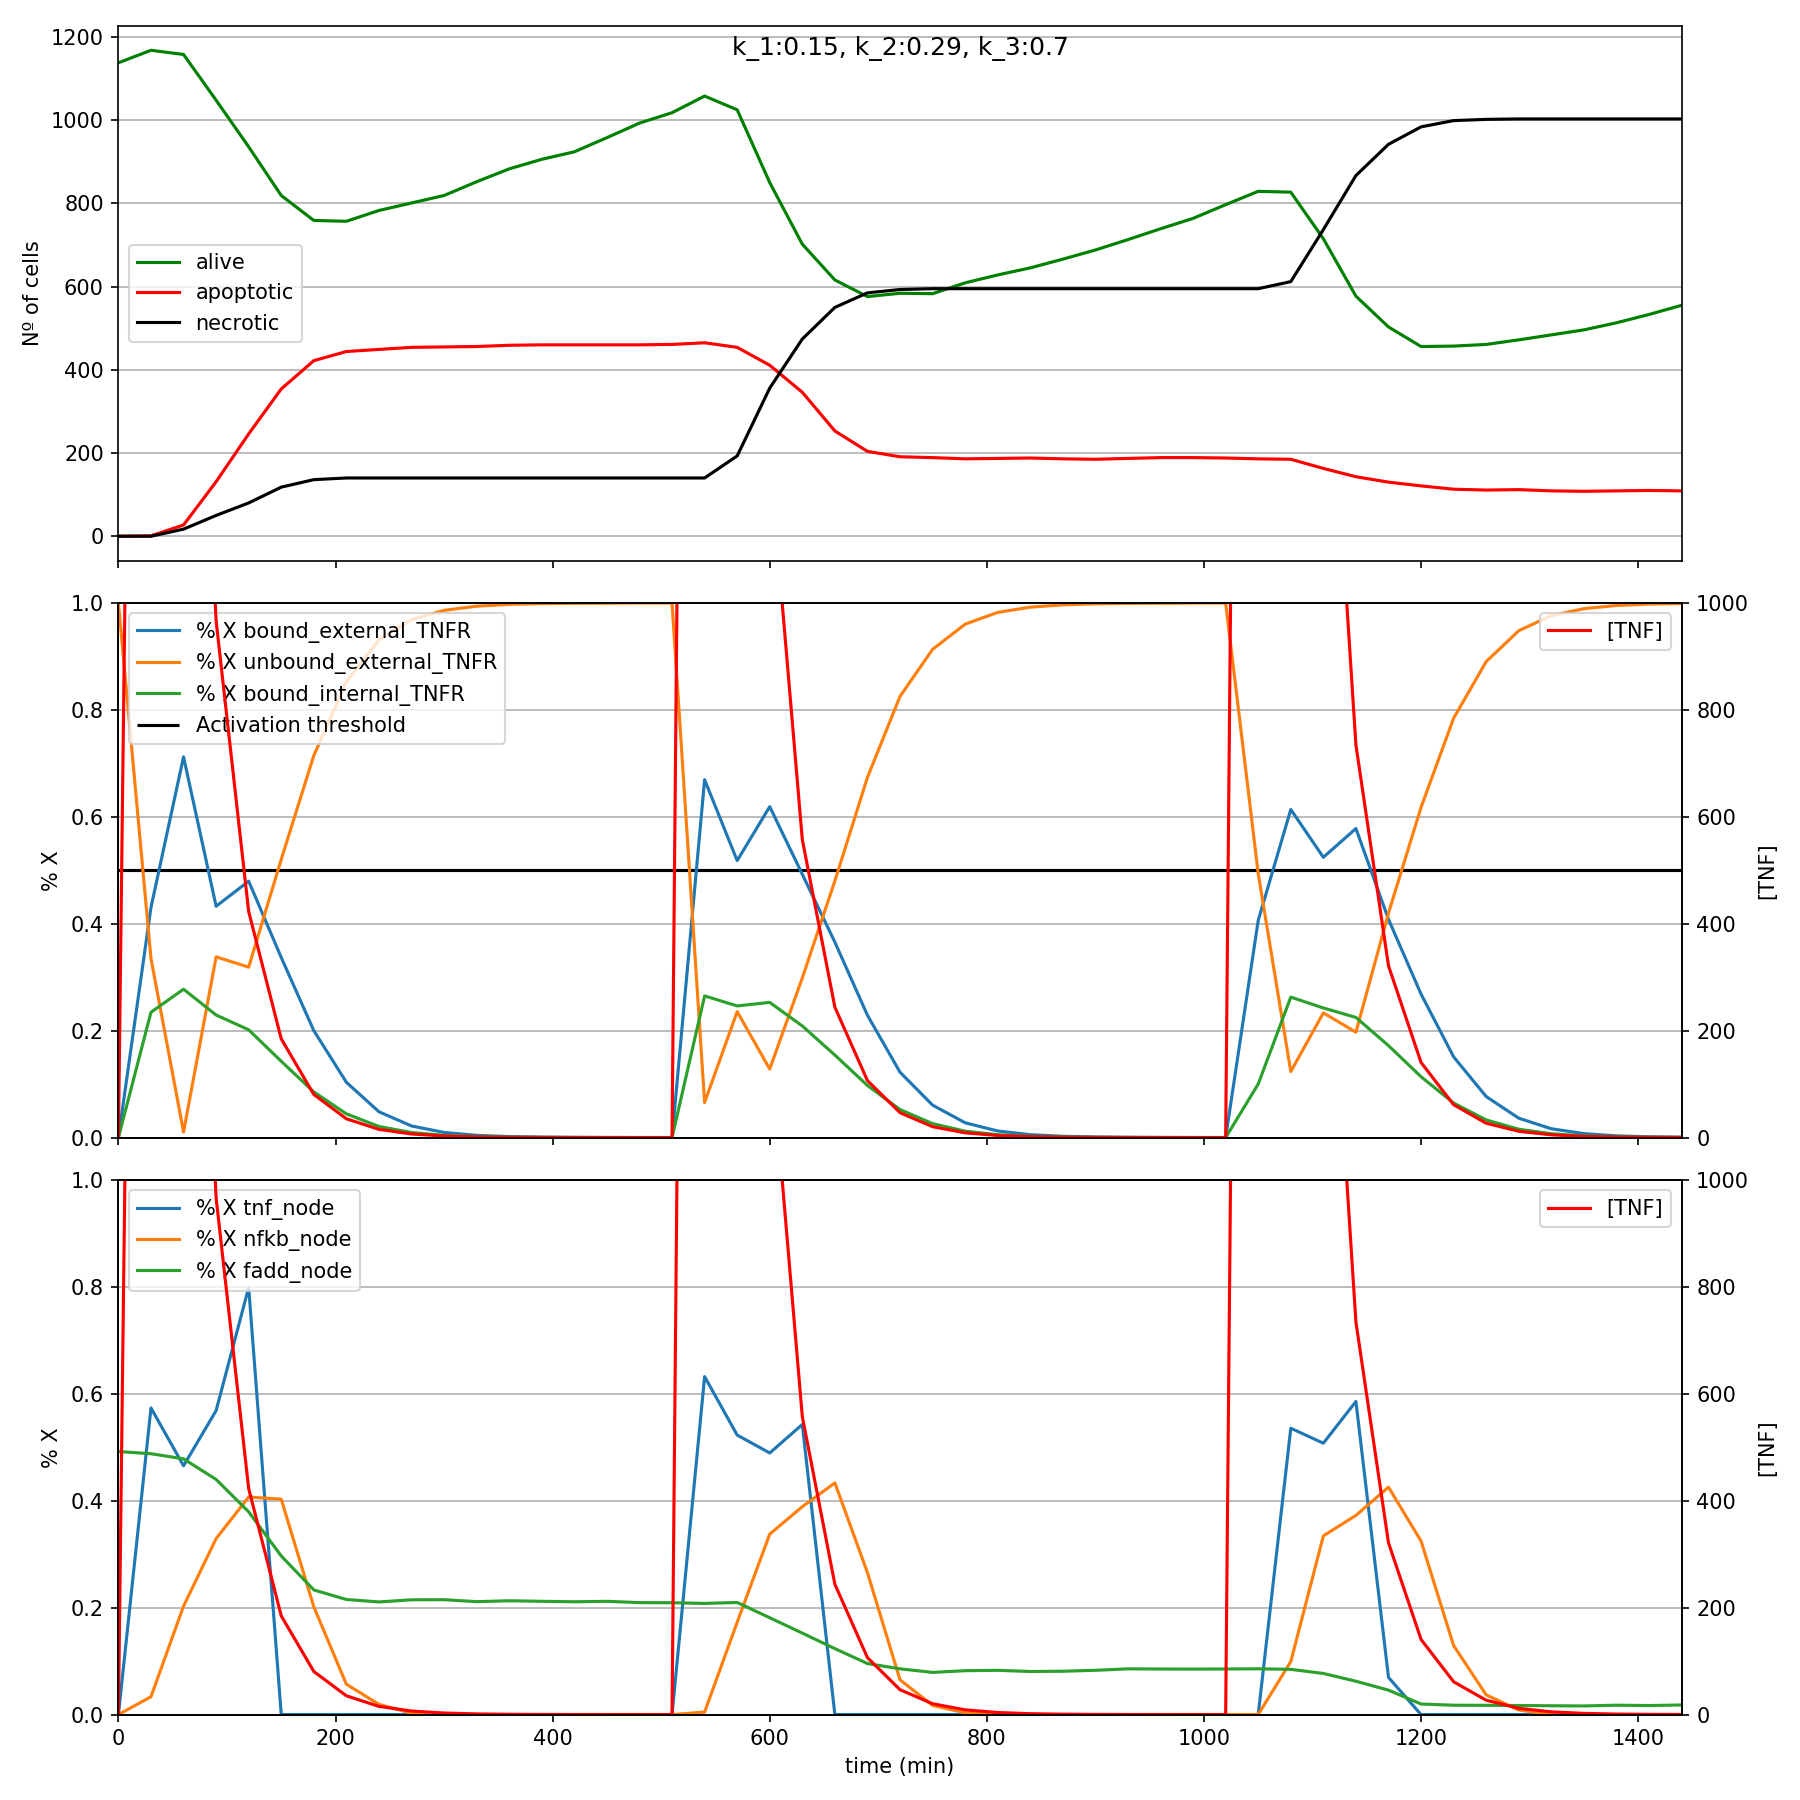 k_1:0.15, k_2:0.29, k_3:0.7
1200
1000
800
600
400
200
0
Nº of cells
alive
apoptotic
necrotic
1.0
0.8
0.6
0.4
0.2
0.0
% X
% X bound_external_TNFR
% X unbound_external_TNFR
% X bound_internal_TNFR
Activation threshold
[TNF]
1000
800
600
400
200
0
[TNF]
1.0
0.8
0.6
0.4
0.2
0.0
% X
% X tnf_node
% X nfkb_node
% X fadd_node
[TNF]
1000
800
600
400
200
0
[TNF]
0 200 400 600 800 1000 1200 1400
time (min)